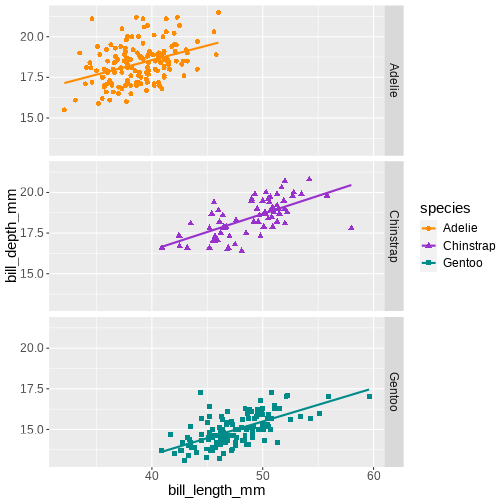 20.0
17.5
15.0
Adelie
20.0
17.5
15.0
Chinstrap
20.0
17.5
15.0
Gentoo
40
50
60
bill_length_mm
bill_depth_mm
species
Adelie
Chinstrap
Gentoo